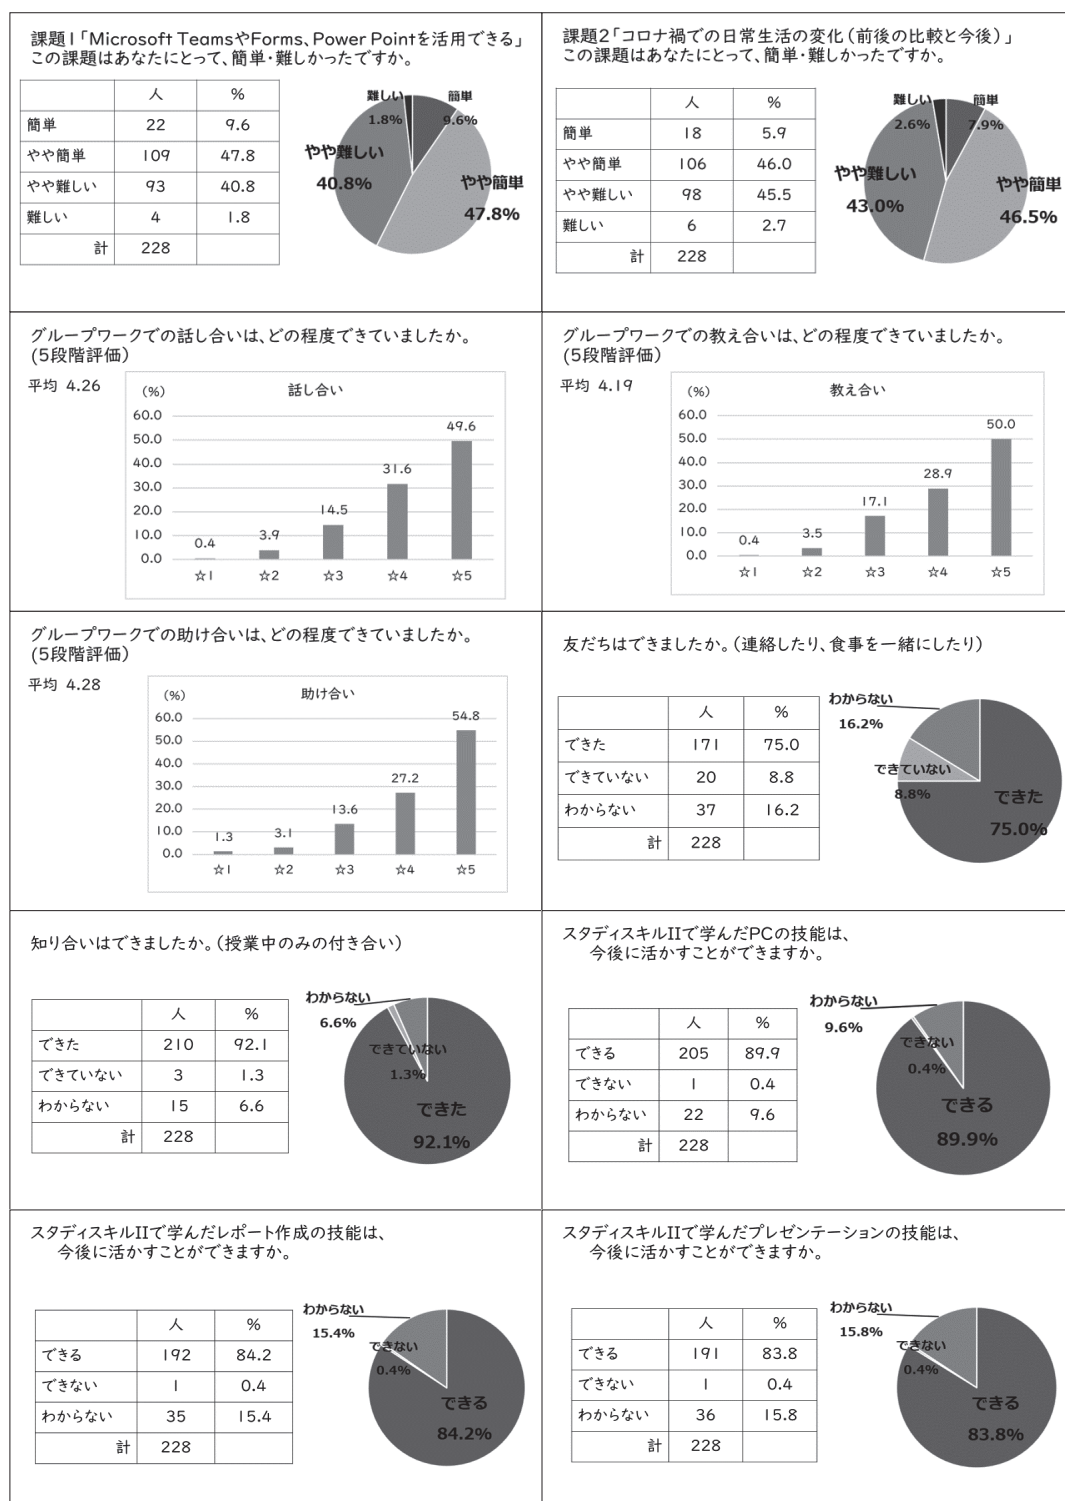 課題1「Microsoft TeamsやForms、Power Pointを活用できる」
この課題はあなたにとって、簡単・難しかったですか。
人 %
簡単 22 9.6
やや簡単 109 47.8
やや難しい 93 40.8
難しい 4 1.8
計 228
難しい
1.8%
簡単
9.6%
やや難しい
40.8%
やや簡単
47.8%
課題2「コロナ禍での日常生活の変化(前後の比較と今後)」
この課題はあなたにとって、簡単・難しかったですか。
人 %
簡単 18 5.9
やや簡単 106 46.0
やや難しい 98 45.5
難しい 6 2.7
計 228
難しい
2.6%
簡単
7.9%
やや難しい
43.0%
やや簡単
46.5%
グループワークでの話し合いは、どの程度できていましたか。
(5段階評価)
平均 4.26
(%)
話し合い
60.0
50.0
40.0
30.0
20.0
10.0
0.0
0.4
3.9
14.5
31.6
49.6
☆1 ☆2 ☆3 ☆4 ☆5
グループワークでの教え合いは、どの程度できていましたか。
(5段階評価)
平均 4.19
(%)
教え合い
60.0
50.0
40.0
30.0
20.0
10.0
0.0
0.4
3.5
17.1
28.9
50.0
☆1 ☆2 ☆3 ☆4 ☆5
グループワークでの助け合いは、どの程度できていましたか。
(5段階評価)
平均 4.28
(%)
助け合い
60.0
50.0
40.0
30.0
20.0
10.0
0.0
1.3
3.1
13.6
27.2
54.8
☆1 ☆2 ☆3 ☆4 ☆5
友だちはできましたか。(連絡したり、食事を一緒にしたり)
人 %
できた 171 75.0
できていない 20 8.8
わからない 37 16.2
計 228
わからない
16.2%
できていない
8.8%
できた
75.0%
知り合いはできましたか。(授業中のみの付き合い)
人 %
できた 210 92.1
できていない 3 1.3
わからない 15 6.6
計 228
わからない
6.6%
できていない
1.3%
できた
92.1%
スタディスキルIIで学んだPCの技能は、
今後に活かすことができますか。
人 %
できる 205 89.9
できない 1 0.4
わからない 22 9.6
計 228
わからない
9.6%
できない
0.4%
できる
89.9%
スタディスキルIIで学んだレポート作成の技能は、
今後に活かすことができますか。
人 %
できる 192 84.2
できない 1 0.4
わからない 35 15.4
計 228
わからない
15.4%
できない
0.4%
できる
84.2%
スタディスキルIIで学んだプレゼンテーションの技能は、
今後に活かすことができますか。
人 %
できる 191 83.8
できない 1 0.4
わからない 36 15.8
計 228
わからない
15.8%
できない
0.4%
できる
83.8%